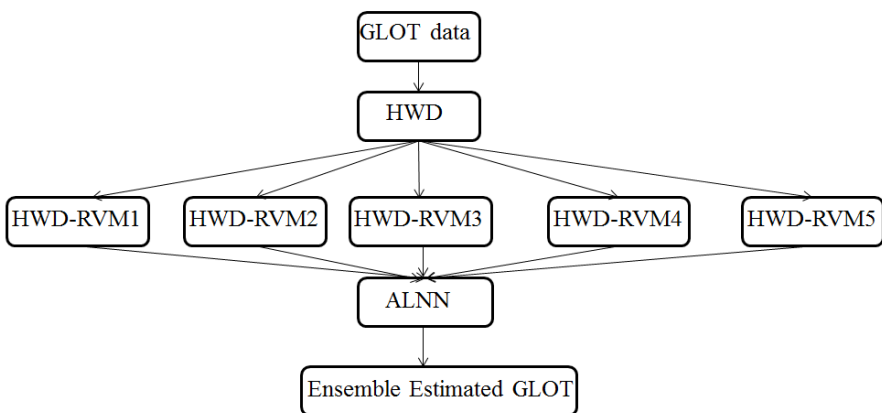 GLOT data
HWD
HWD-RVM1
HWD-RVM2
HWD-RVM3
HWD-RVM4
HWD-RVM5
ALNN
Ensemble Estimated GLOT